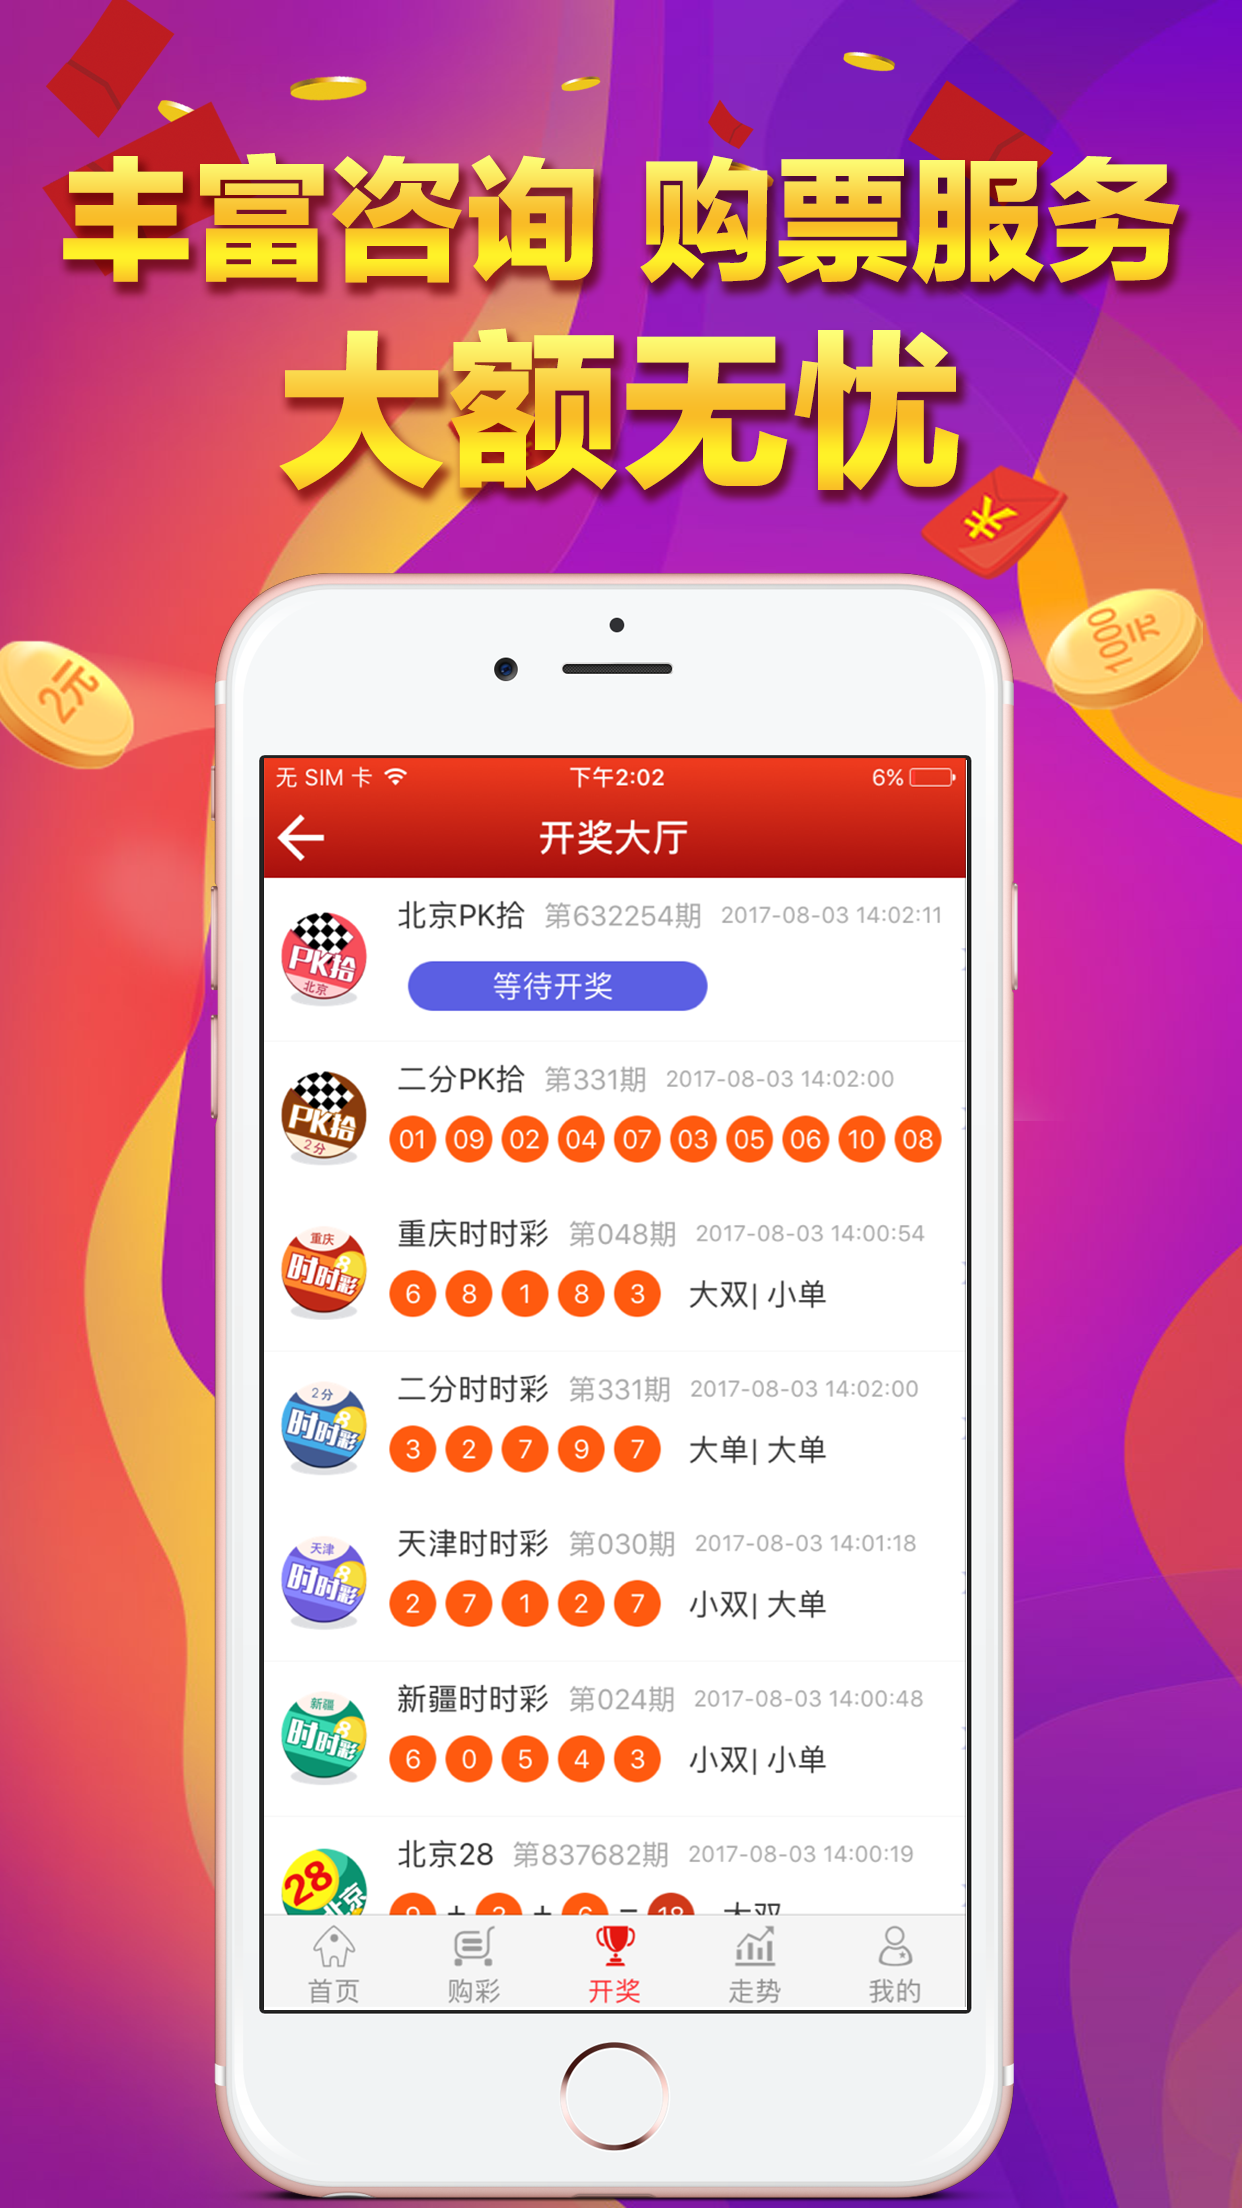 丰富咨询 购票服务
大额无忧
¥
2元
1000元
无 SIM 卡 下午2:02 6%
开奖大厅
北京PK拾 第632254期 2017-08-03 14:02:11
PK拾
北京
等待开奖
二分PK拾 第331期 2017-08-03 14:02:00
PK拾
2分
01 09 02 04 07 03 05 06 10 08
重庆时时彩 第048期 2017-08-03 14:00:54
重庆
时时彩
8
6 8 1 8 3 大双| 小单
二分时时彩 第331期 2017-08-03 14:02:00
2分
时时彩
8
3 2 7 9 7 大单| 大单
天津时时彩 第030期 2017-08-03 14:01:18
天津
时时彩
8
2 7 1 2 7 小双| 大单
新疆时时彩 第024期 2017-08-03 14:00:48
新疆
时时彩
8
6 0 5 4 3 小双| 小单
北京28 第837682期 2017-08-03 14:00:19
28
北京
+ + = 18 大双
首页 购彩 开奖 走势 我的